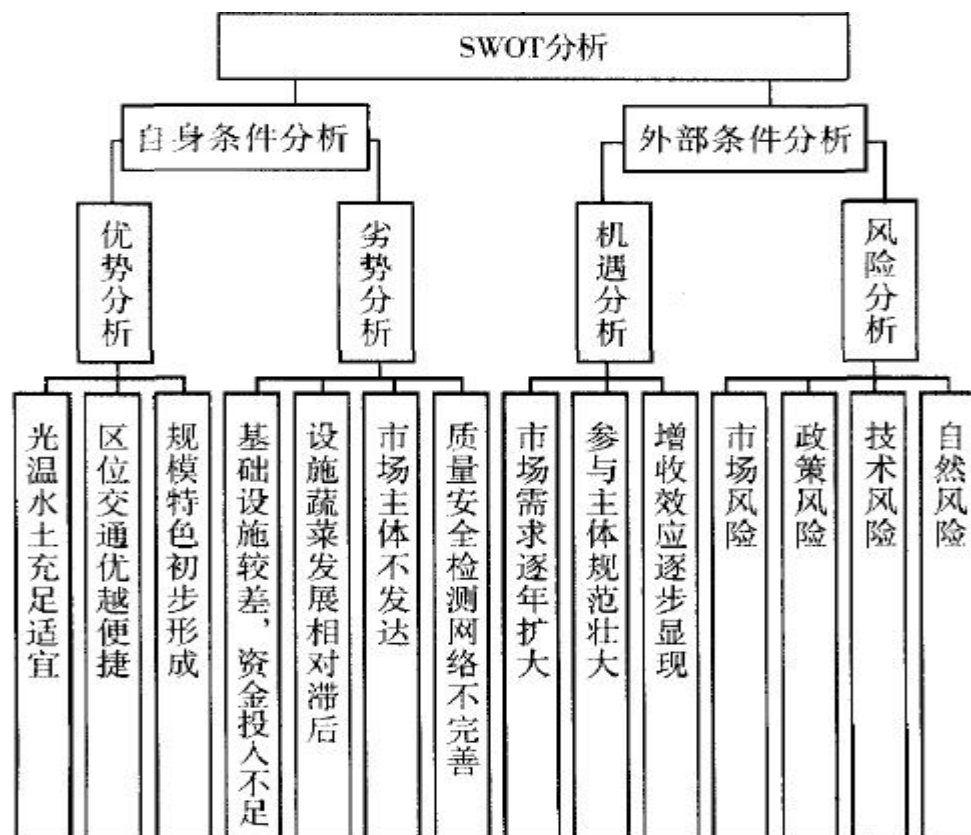 SWOT分析
自身条件分析
外部条件分析
优势分析
劣势分析
机遇分析
风险分析
光温水土充足适宜
区位交通优越便捷
规模特色初步形成
基础设施较差，资金投入不足
设施蔬菜发展相对滞后
市场主体不发达
质量安全检测网络不完善
市场需求逐年扩大
参与主体规范壮大
增收效应逐步显现
市场风险
政策风险
技术风险
自然风险